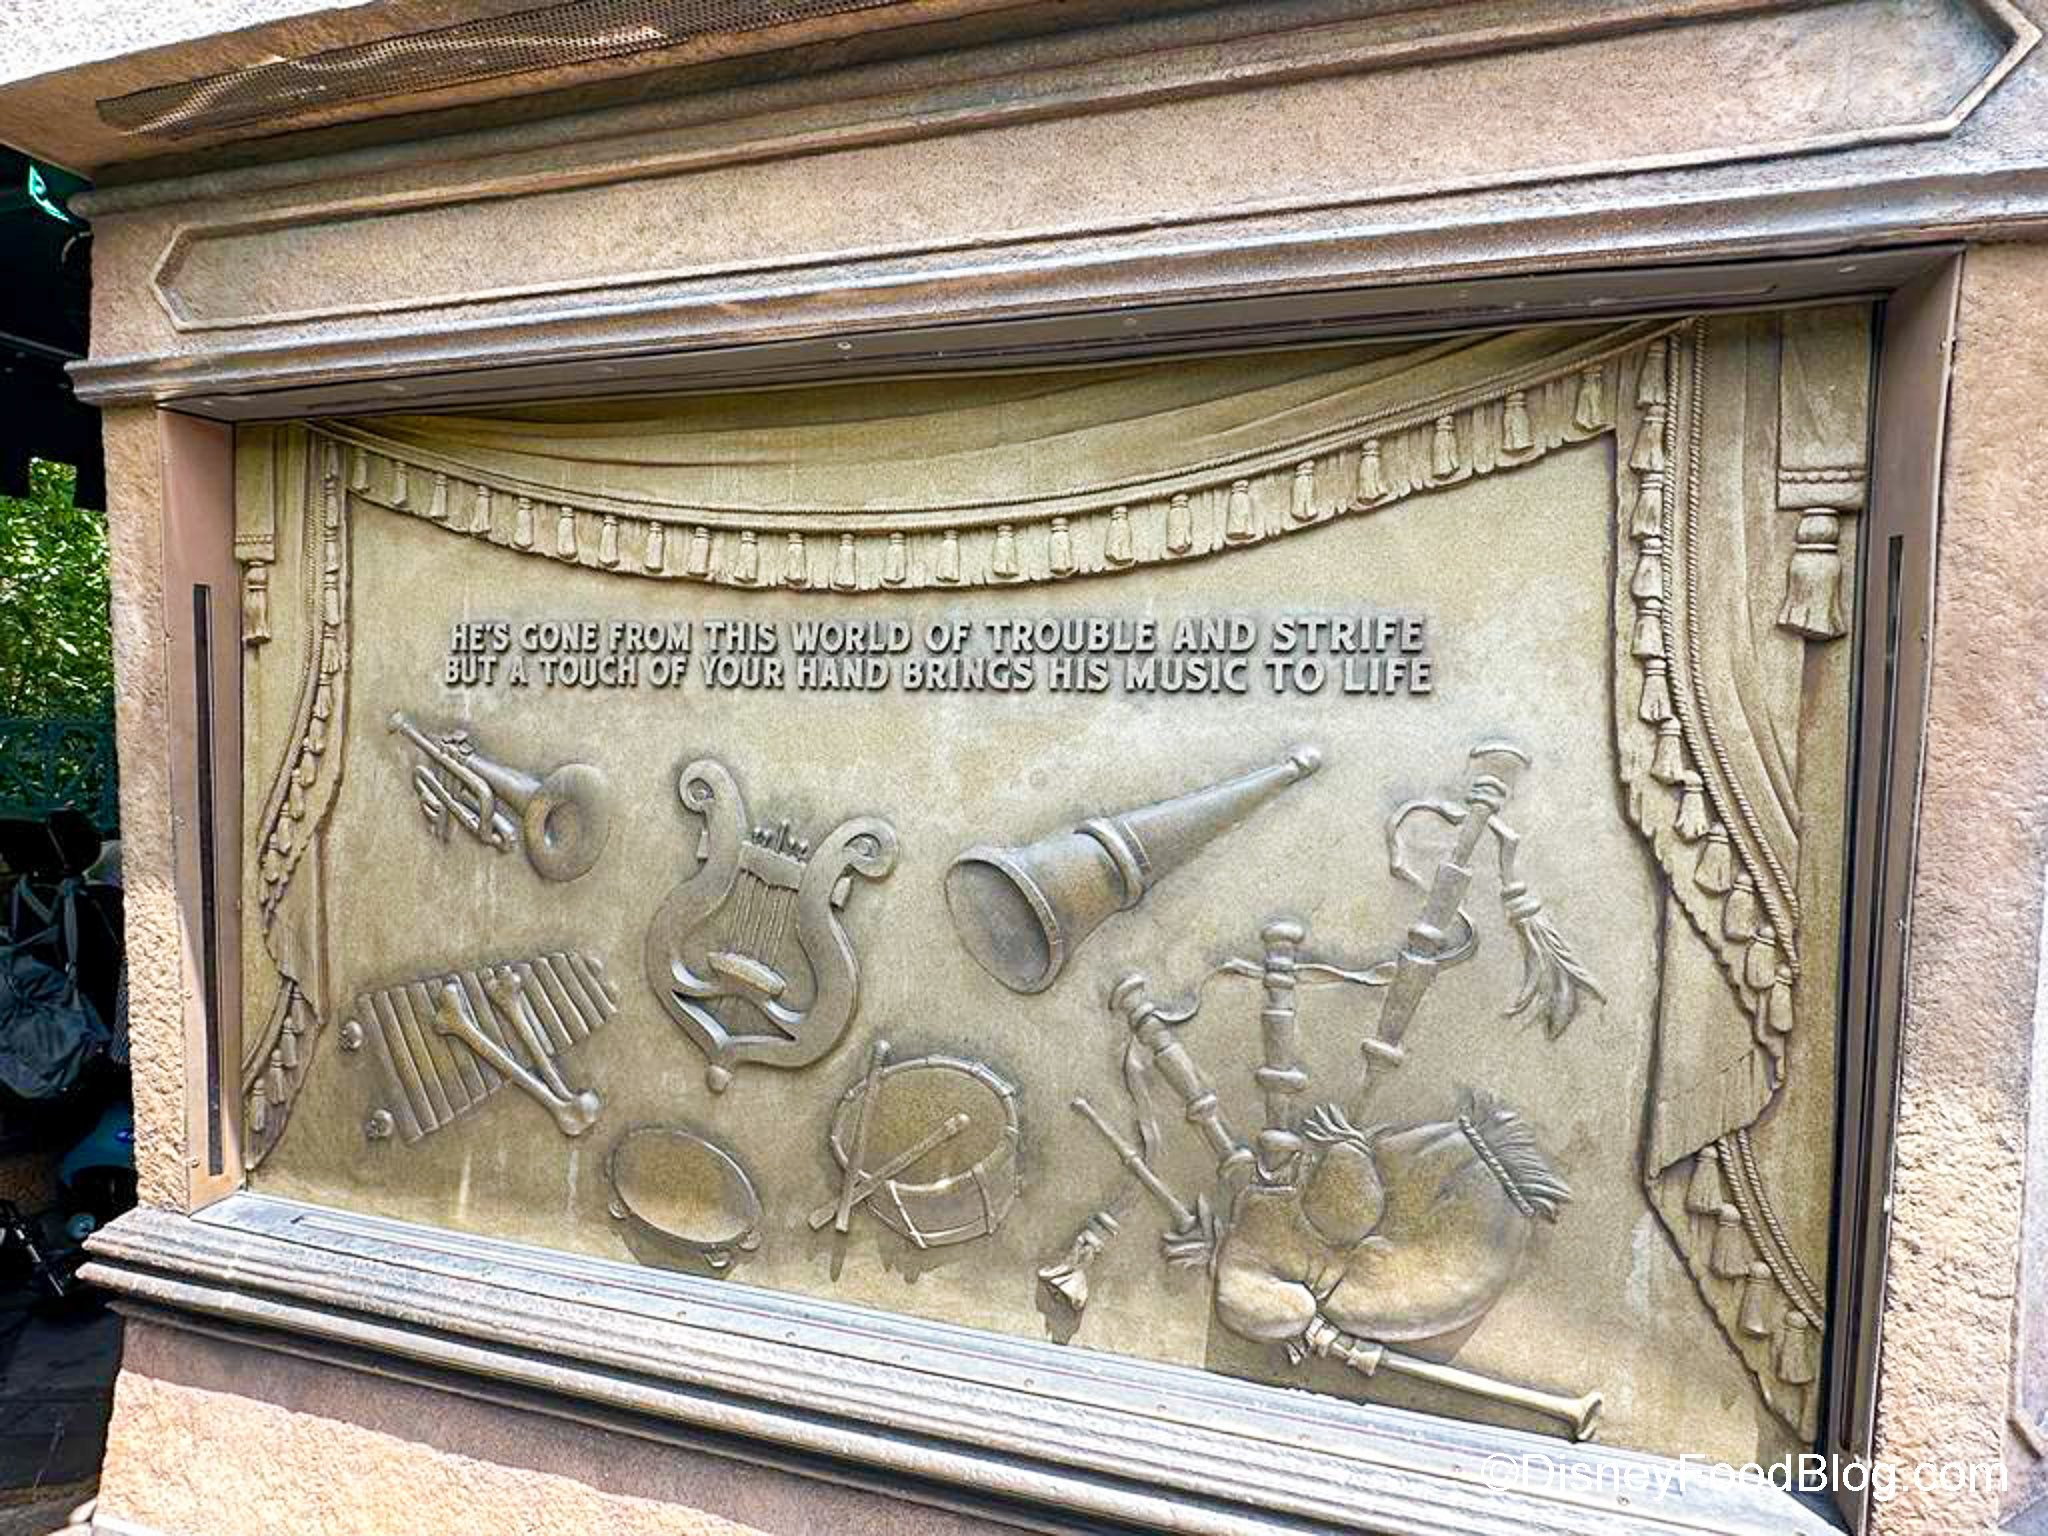 HE'S GONE FROM THIS WORLD OF TROUBLE AND STRIFE
BUT A TOUCH OF YOUR HAND BRINGS HIS MUSIC TO LIFE
©DisneyFoodBlog.com